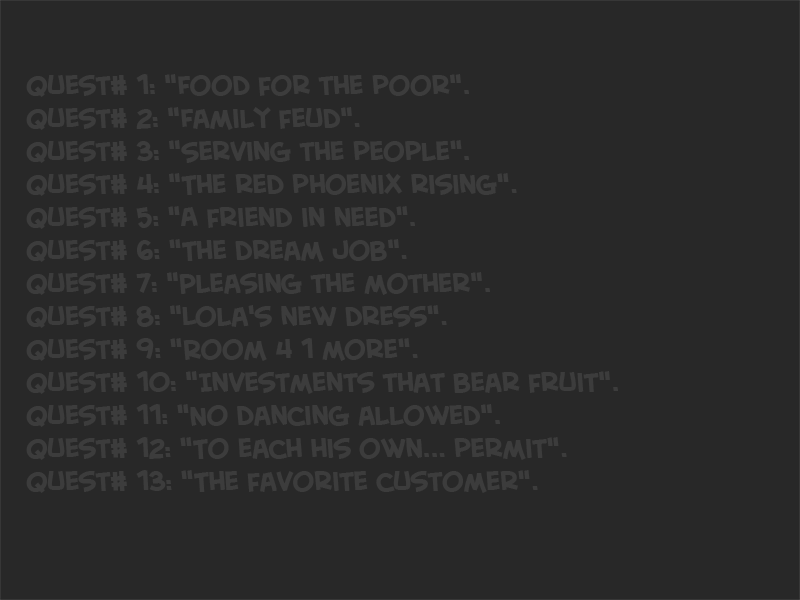 QUEST# 1: "FOOD FOR THE POOR".
QUEST# 2: "FAMILY FEUD".
QUEST# 3: "SERVING THE PEOPLE".
QUEST# 4: "THE RED PHOENIX RISING".
QUEST# 5: "A FRIEND IN NEED".
QUEST# 6: "THE DREAM JOB".
QUEST# 7: "PLEASING THE MOTHER".
QUEST# 8: "LOLA'S NEW DRESS".
QUEST# 9: "ROOM 4 1 MORE".
QUEST# 10: "INVESTMENTS THAT BEAR FRUIT".
QUEST# 11: "NO DANCING ALLOWED".
QUEST# 12: "TO EACH HIS OWN... PERMIT".
QUEST# 13: "THE FAVORITE CUSTOMER".